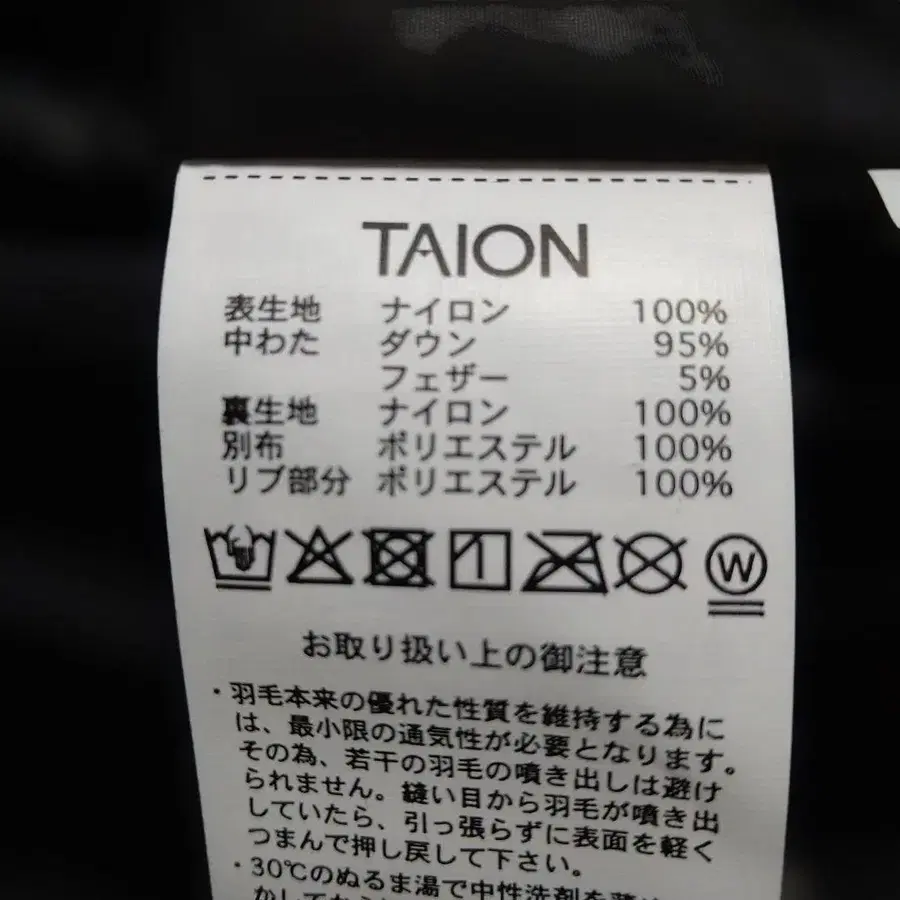 TAION
表生地 ナイロン 100%
中わた ダウン 95%
フェザー 5%
裏生地 ナイロン 100%
別布 ポリエステル 100%
リブ部分 ポリエステル 100%
W
お取り扱い上の御注意
・羽毛本来の優れた性質を維持する為に
は、最小限の通気性が必要となります。
その為、若干の羽毛の噴き出しは避け
られません。縫い目から羽毛が噴き出
していたら、引っ張らずに表面を軽く
つまんで押し戻して下さい。
・30℃のぬるま湯で中性洗剤を